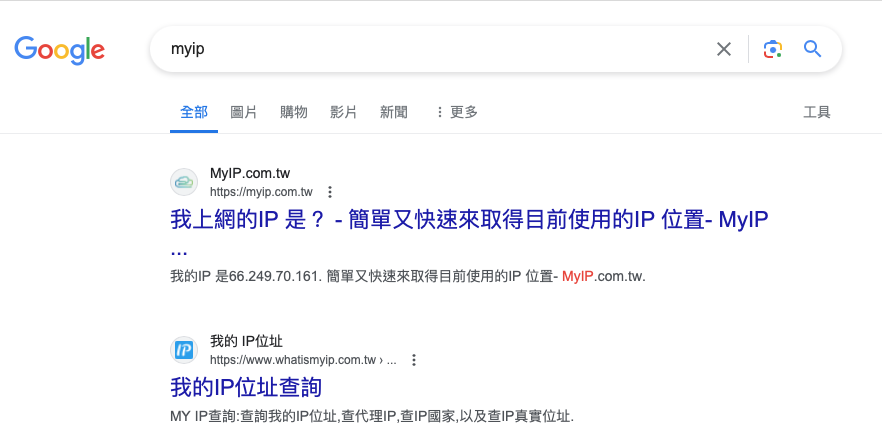 Google
myip
全部 圖片 購物 影片 新聞 ⋮ 更多 工具
MyIP.com.tw
https://myip.com.tw ⋮
我上網的IP 是？ - 簡單又快速來取得目前使用的IP 位置- MyIP
...
我的IP 是66.249.70.161. 簡單又快速來取得目前使用的IP 位置- MyIP.com.tw.
IP
我的 IP位址
https://www.whatismyip.com.tw › ... ⋮
我的IP位址查詢
MY IP查詢:查詢我的IP位址,查代理IP,查IP國家,以及查IP真實位址.